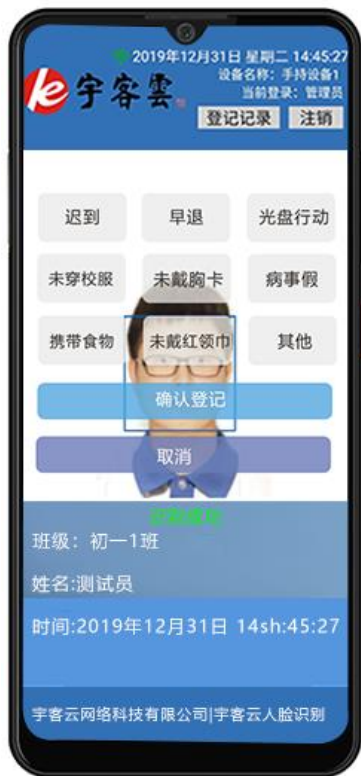 2019年12月31日 星期二 14:45:27
设备名称：手持设备1
当前登录：管理员
宇客雲
登记记录 注销
迟到 早退 光盘行动
未穿校服 未戴胸卡 病事假
携带食物 未戴红领巾 其他
确认登记
取消
班级：初一1班
姓名:测试员
时间:2019年12月31日 14sh:45:27
宇客云网络科技有限公司|宇客云人脸识别